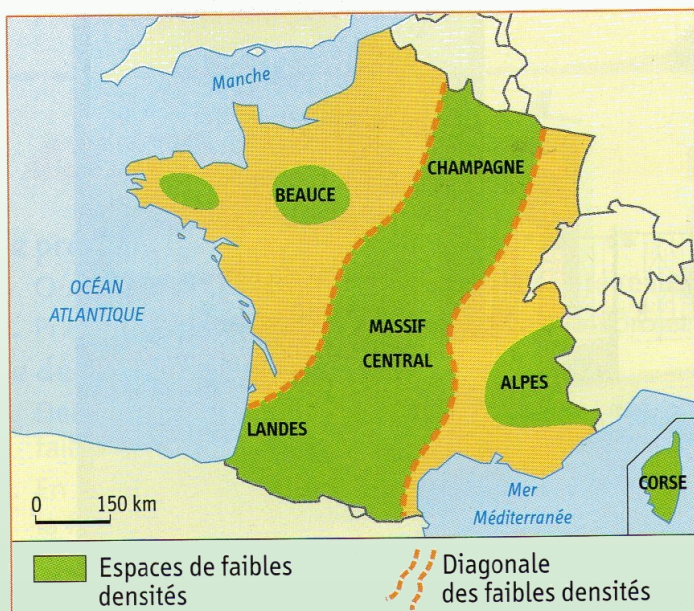 Manche
CHAMPAGNE
BEAUCE
OCÉAN
ATLANTIQUE
MASSIF
CENTRAL
ALPES
LANDES
CORSE
0 150 km
Mer
Méditerranée
Espaces de faibles
densités
Diagonale
des faibles densités